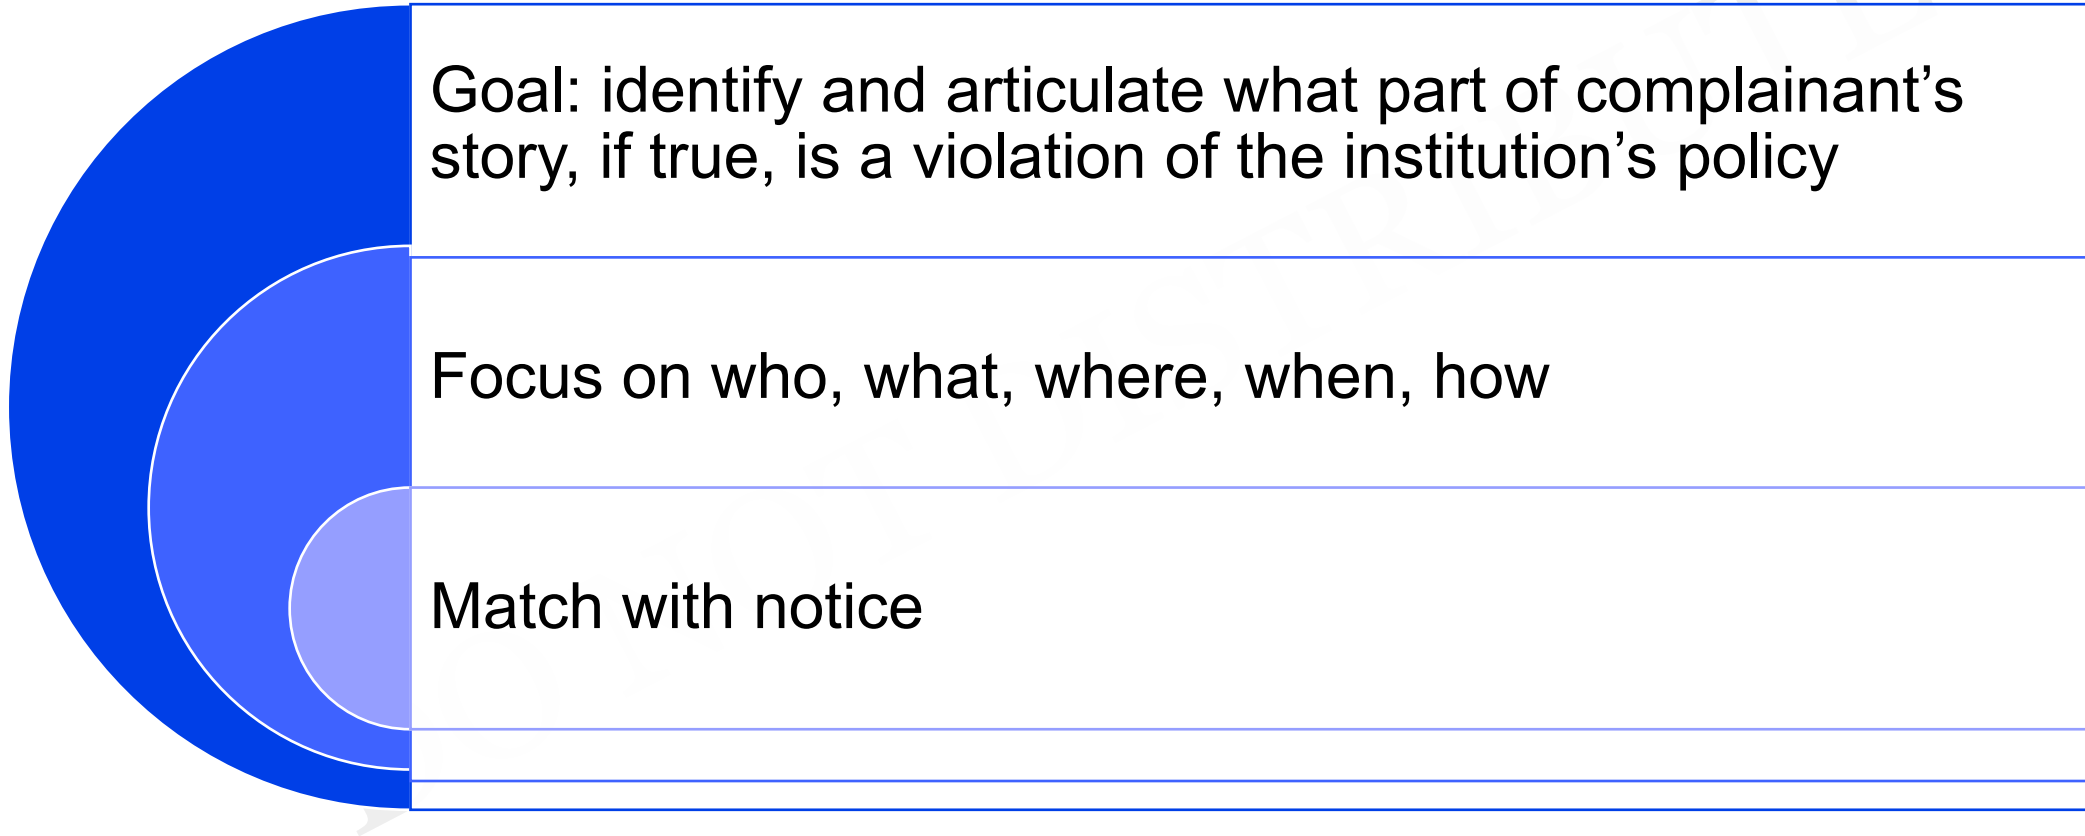 Goal: identify and articulate what part of complainant’s
story, if true, is a violation of the institution’s policy
Focus on who, what, where, when, how
Match with notice